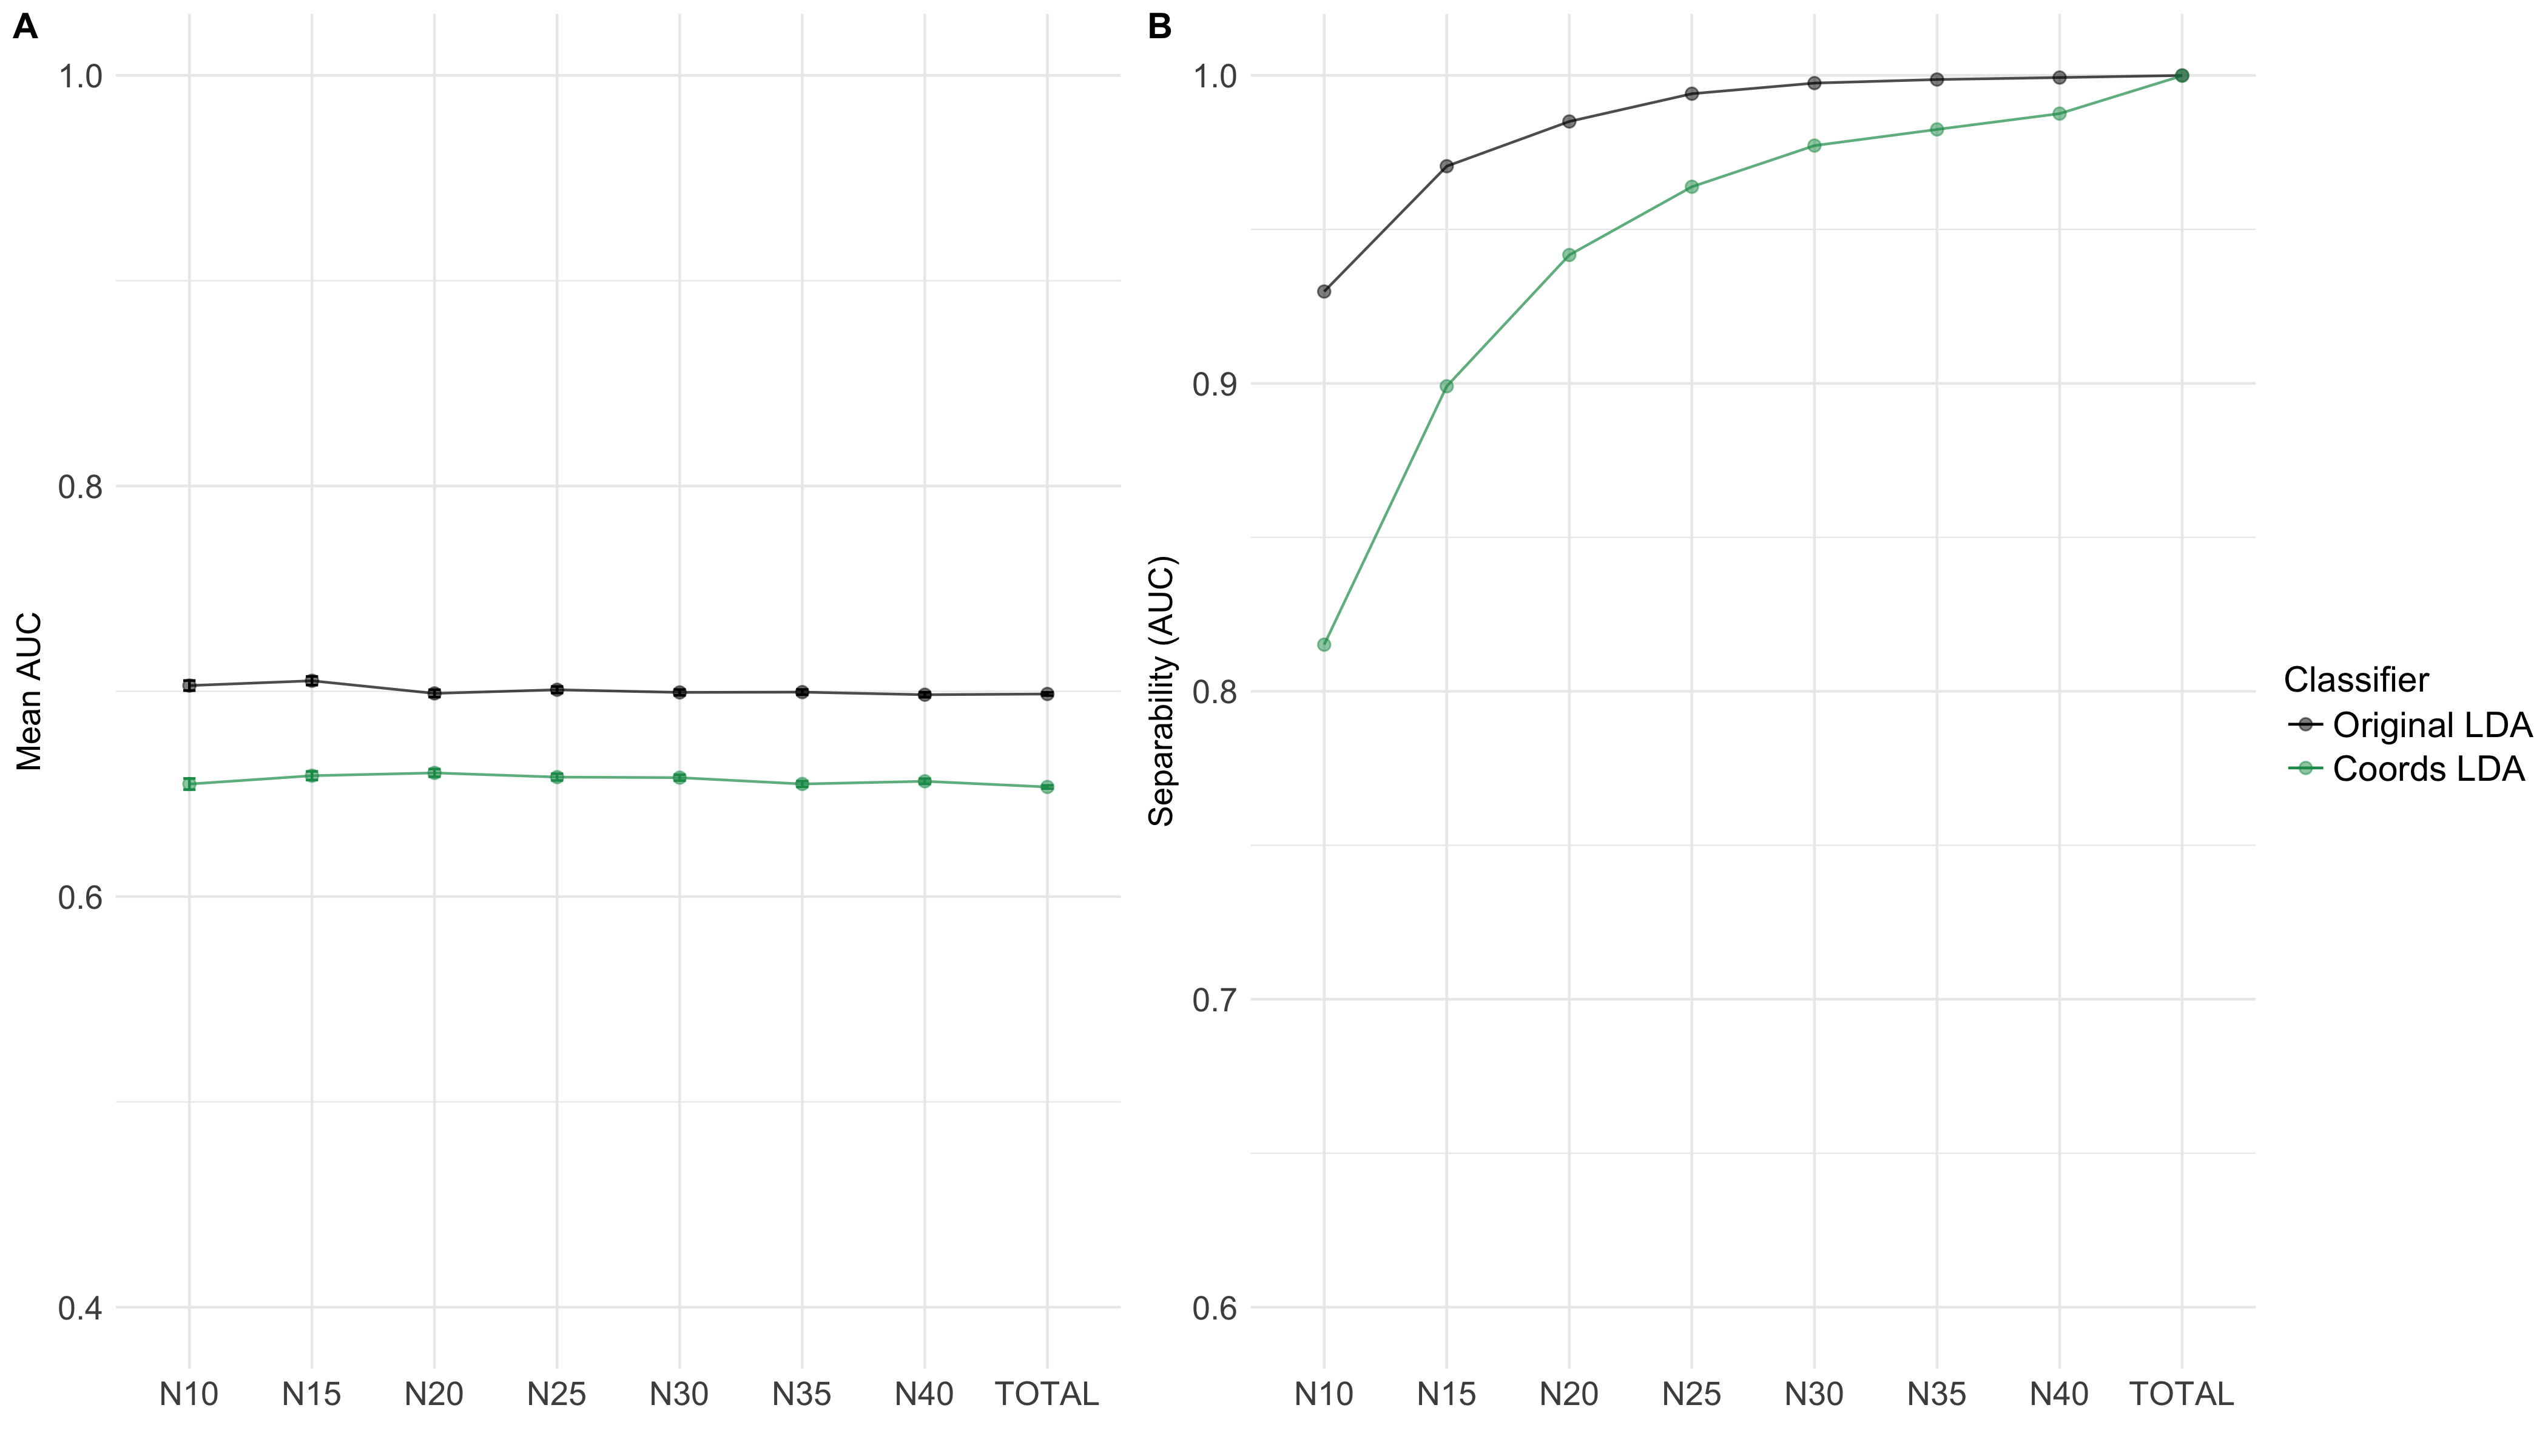 A
1.0
0.8
0.6
0.4
Mean AUC
N10 N15 N20 N25 N30 N35 N40 TOTAL
B
1.0
0.9
0.8
0.7
0.6
Separability (AUC)
N10 N15 N20 N25 N30 N35 N40 TOTAL
Classifier
Original LDA
Coords LDA